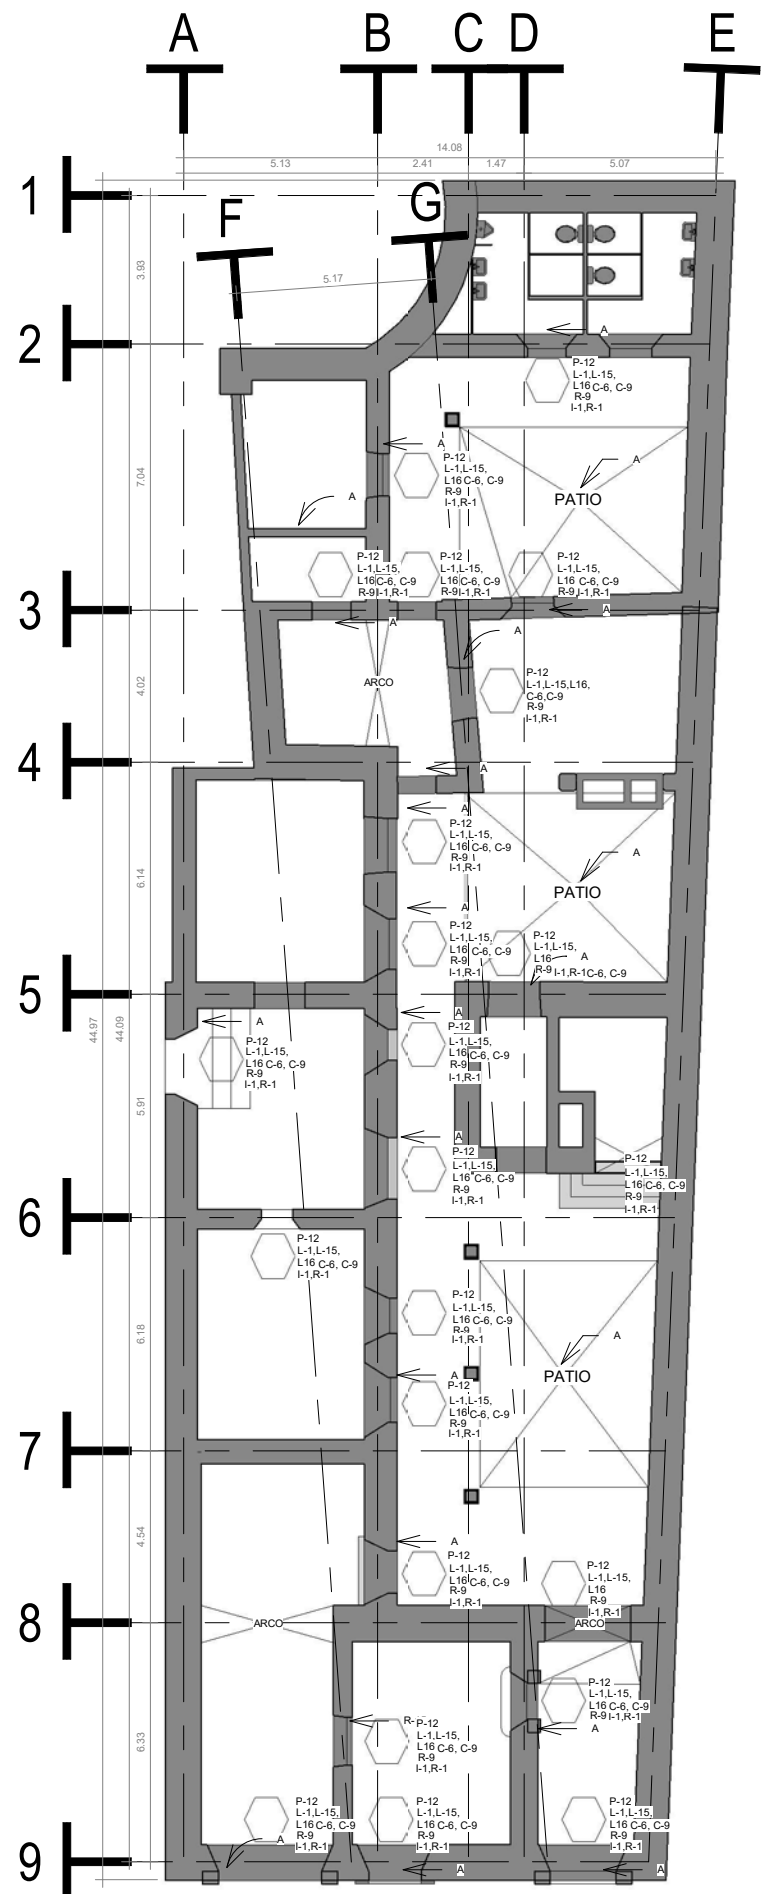 A B C D E
14.08
5.13 2.41 1.47 5.07
1
F G
5.17
3.93
2
A
P-12
L-1,L-15,
L16 C-6, C-9
R-9
I-1,R-1
A
P-12
L-1,L-15,
L16 C-6, C-9
R-9
I-1,R-1
A
PATIO
7.04
A
P-12
L-1,L-15,
L16 C-6, C-9
R-9 I-1,R-1
P-12
L-1,L-15,
L16 C-6, C-9
R-9 I-1,R-1
P-12
L-1,L-15,
L16 C-6, C-9
R-9 I-1,R-1
3
A
A
A
4.02
ARCO
P-12
L-1,L-15,L16,
C-6,C-9
R-9
I-1,R-1
4
A
A
P-12
L-1,L-15,
L16 C-6, C-9
R-9
I-1,R-1
A
PATIO
6.14
A
P-12
L-1,L-15,
L16 C-6, C-9
R-9
I-1,R-1
P-12
L-1,L-15,
L16
R-9 I-1,R-1 C-6, C-9
A
5
44.97
44.09
A
A
P-12
L-1,L-15,
L16 C-6, C-9
R-9
I-1,R-1
P-12
L-1,L-15,
L16 C-6, C-9
R-9
I-1,R-1
5.91
A
P-12
L-1,L-15,
L16 C-6, C-9
R-9
I-1,R-1
P-12
L-1,L-15,
L16 C-6, C-9
R-9
I-1,R-1
6
P-12
L-1,L-15,
L16 C-6, C-9
I-1,R-1
P-12
L-1,L-15,
L16 C-6, C-9
R-9
I-1,R-1
A
6.18
A
PATIO
P-12
L-1,L-15,
L16 C-6, C-9
R-9
I-1,R-1
7
4.54
A
P-12
L-1,L-15,
L16 C-6, C-9
R-9
I-1,R-1
P-12
L-1,L-15,
L16
R-9
I-1,R-1
8
ARCO
ARCO
P-12
L-1,L-15,
L16 C-6, C-9
R-9 I-1,R-1
A
6.33
R-
P-12
L-1,L-15,
L16 C-6, C-9
R-9
I-1,R-1
P-12
L-1,L-15,
L16 C-6, C-9
R-9
I-1,R-1
P-12
L-1,L-15,
L16 C-6, C-9
R-9
I-1,R-1
P-12
L-1,L-15,
L16 C-6, C-9
R-9
I-1,R-1
A
9
A
A